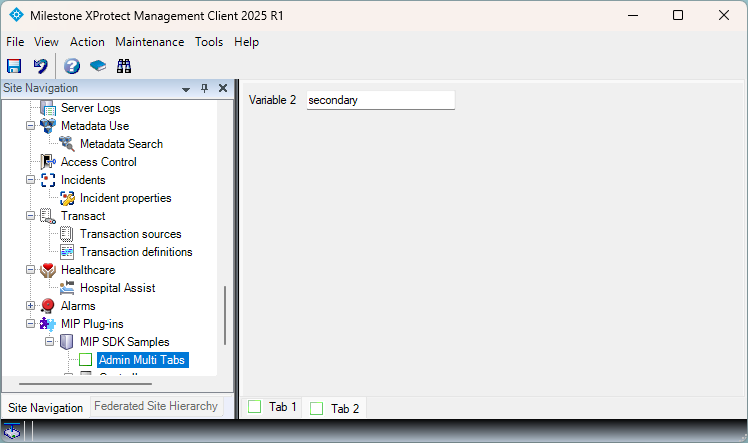 Milestone XProtect Management Client 2025 R1
File View Action Maintenance Tools Help
Site Navigation
Server Logs
Metadata Use
Metadata Search
Access Control
Incidents
Incident properties
Transact
Transaction sources
Transaction definitions
Healthcare
Hospital Assist
Alarms
MIP Plug-ins
MIP SDK Samples
Admin Multi Tabs
Site Navigation Federated Site Hierarchy
Variable 2 secondary
Tab 1 Tab 2